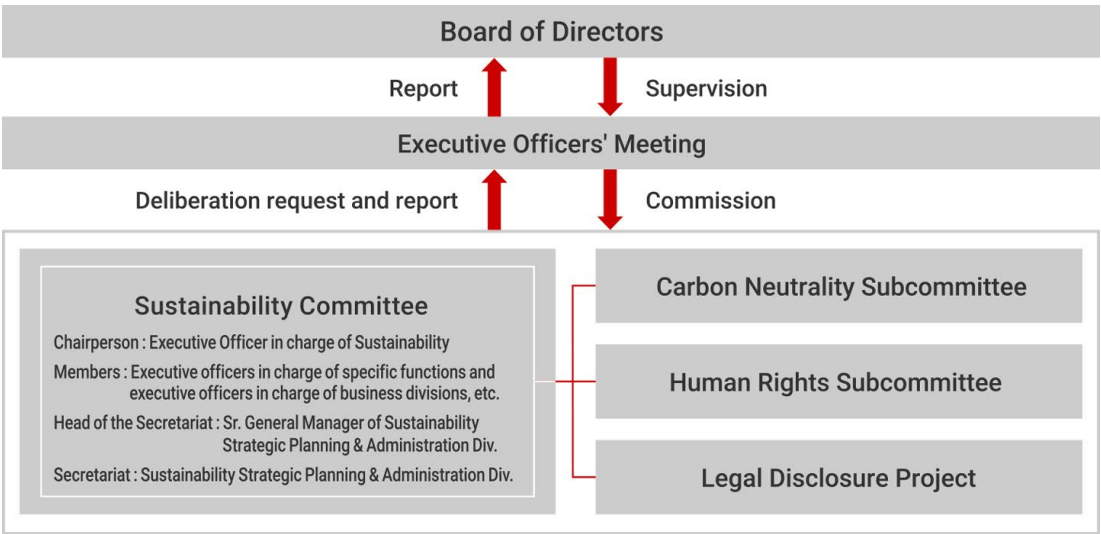 Board of Directors
Report
Supervision
Executive Officers' Meeting
Deliberation request and report
Commission
Sustainability Committee
Chairperson : Executive Officer in charge of Sustainability
Members : Executive officers in charge of specific functions and
executive officers in charge of business divisions, etc.
Head of the Secretariat : Sr. General Manager of Sustainability
Strategic Planning & Administration Div.
Secretariat : Sustainability Strategic Planning & Administration Div.
Carbon Neutrality Subcommittee
Human Rights Subcommittee
Legal Disclosure Project